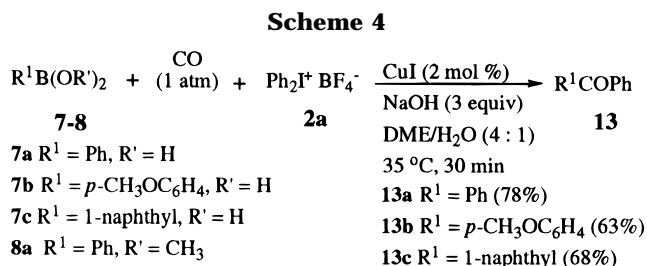 Scheme 4
CO
R¹B(OR')₂ + (1 atm) + Ph₂I⁺ BF₄⁻ CuI (2 mol %) R¹COPh
NaOH (3 equiv)
7-8 2a 13
DME/H₂O (4 : 1)
7a R¹ = Ph, R' = H
35 °C, 30 min
7b R¹ = p-CH₃OC₆H₄, R' = H
13a R¹ = Ph (78%)
7c R¹ = 1-naphthyl, R' = H
13b R¹ = p-CH₃OC₆H₄ (63%)
8a R¹ = Ph, R' = CH₃
13c R¹ = 1-naphthyl (68%)